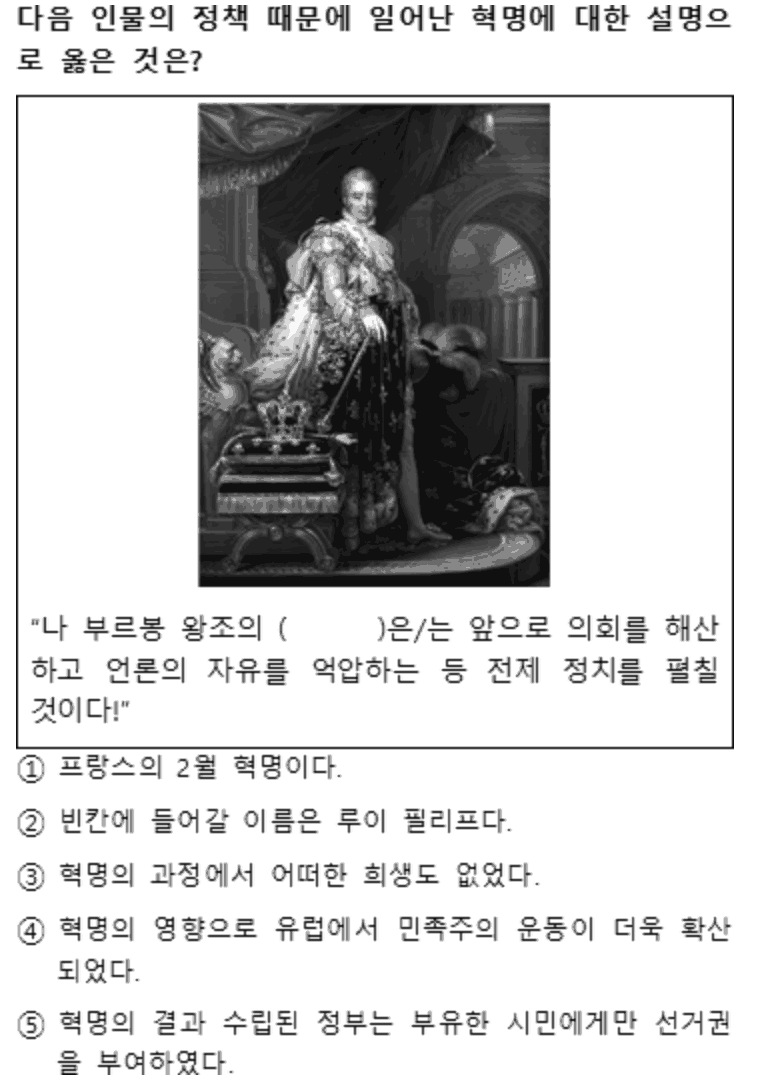 다음 인물의 정책 때문에 일어난 혁명에 대한 설명으
로 옳은 것은?
"나 부르봉 왕조의 (          )은/는 앞으로 의회를 해산
하고 언론의 자유를 억압하는 등 전제 정치를 펼칠
것이다!"
① 프랑스의 2월 혁명이다.
② 빈칸에 들어갈 이름은 루이 필리프다.
③ 혁명의 과정에서 어떠한 희생도 없었다.
④ 혁명의 영향으로 유럽에서 민족주의 운동이 더욱 확산
되었다.
⑤ 혁명의 결과 수립된 정부는 부유한 시민에게만 선거권
을 부여하였다.